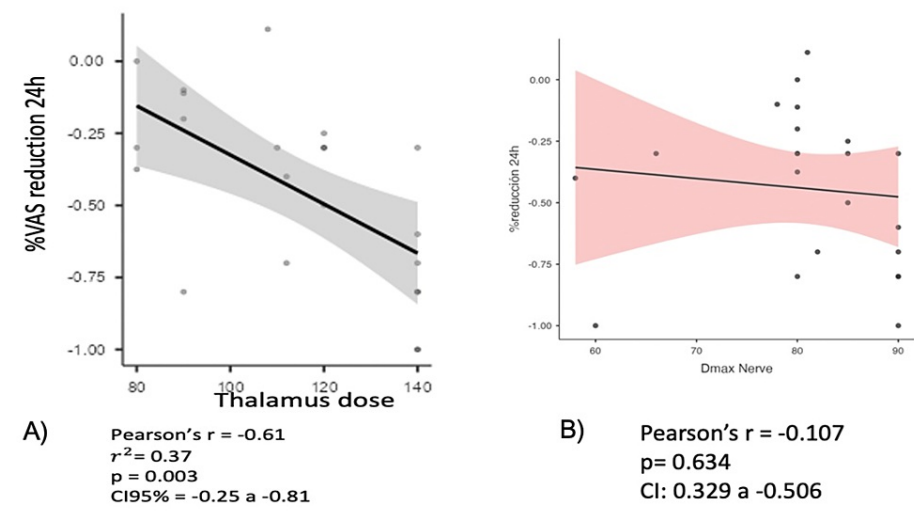 %VAS reduction 24h
0.00
-0.25
-0.50
-0.75
-1.00
80 100 120 140
Thalamus dose
A)
Pearson's r = -0.61
r²= 0.37
p = 0.003
CI95% = -0.25 a -0.81
%reducción 24h
0.00
-0.25
-0.50
-0.75
-1.00
60 70 80 90
Dmax Nerve
B)
Pearson's r = -0.107
p= 0.634
CI: 0.329 a -0.506